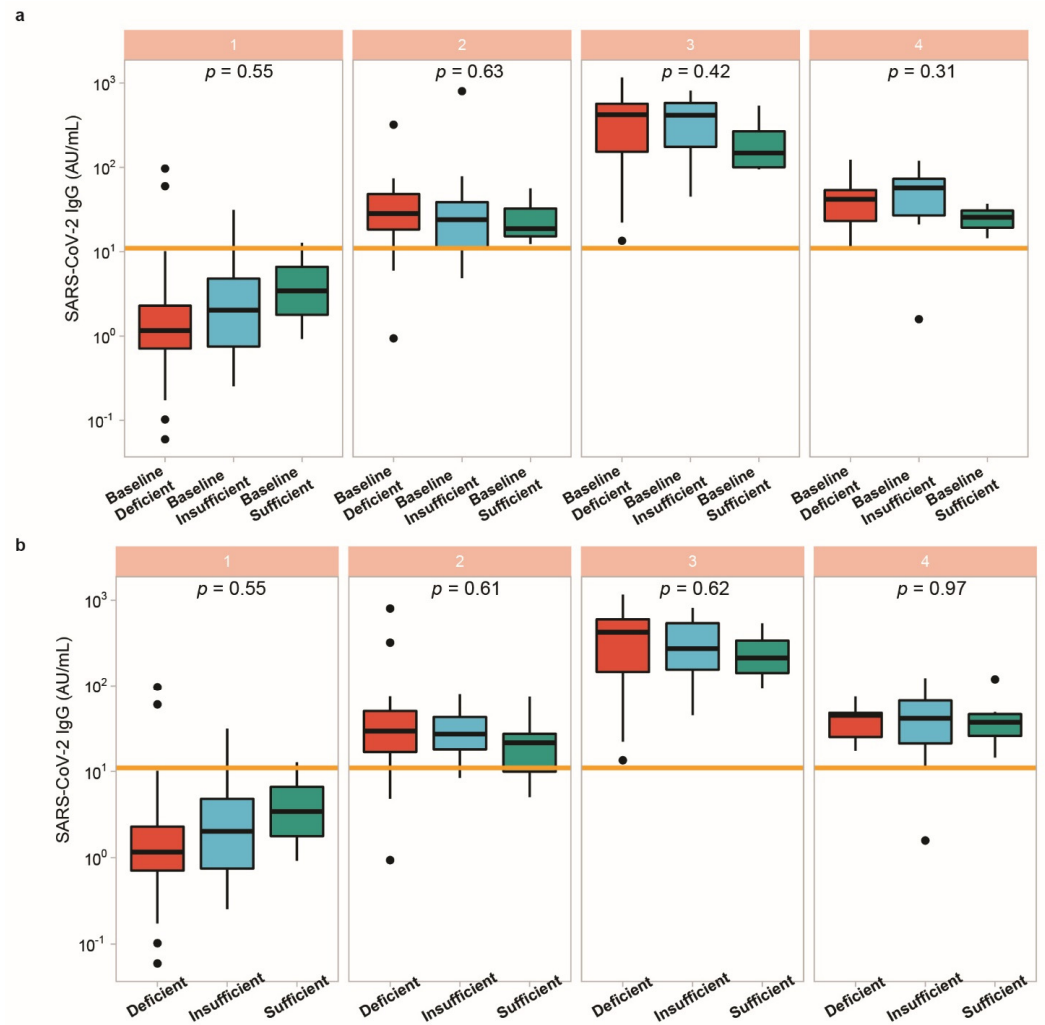 a
1
2
3
4
p = 0.55
p = 0.63
p = 0.42
p = 0.31
SARS-CoV-2 IgG (AU/mL)
10³
10²
10¹
10⁰
10⁻¹
Baseline
Deficient
Baseline
Insufficient
Baseline
Sufficient
Baseline
Deficient
Baseline
Insufficient
Baseline
Sufficient
Baseline
Deficient
Baseline
Insufficient
Baseline
Sufficient
Baseline
Deficient
Baseline
Insufficient
Baseline
Sufficient
b
1
2
3
4
p = 0.55
p = 0.61
p = 0.62
p = 0.97
SARS-CoV-2 IgG (AU/mL)
10³
10²
10¹
10⁰
10⁻¹
Deficient
Insufficient
Sufficient
Deficient
Insufficient
Sufficient
Deficient
Insufficient
Sufficient
Deficient
Insufficient
Sufficient